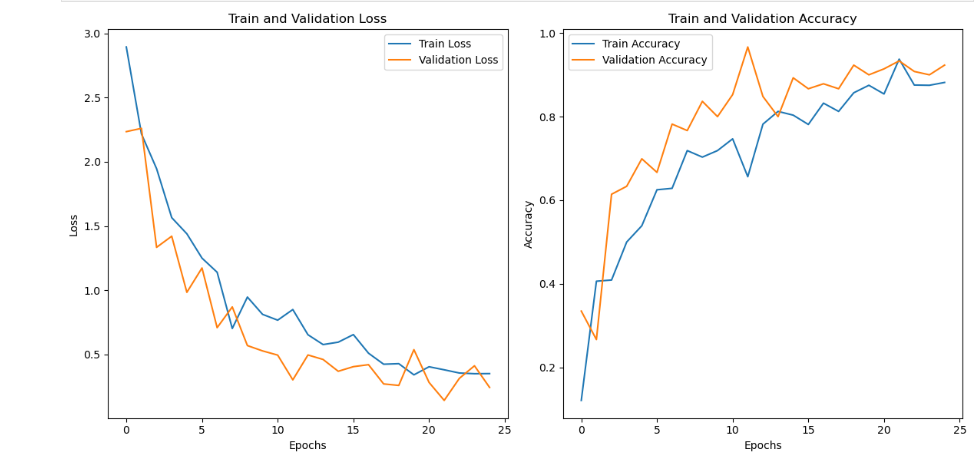 Train and Validation Loss
3.0
2.5
2.0
1.5
1.0
0.5
Loss
Train Loss
Validation Loss
0
5
10
15
20
25
Epochs
Train and Validation Accuracy
1.0
0.8
0.6
0.4
0.2
Accuracy
Train Accuracy
Validation Accuracy
0
5
10
15
20
25
Epochs